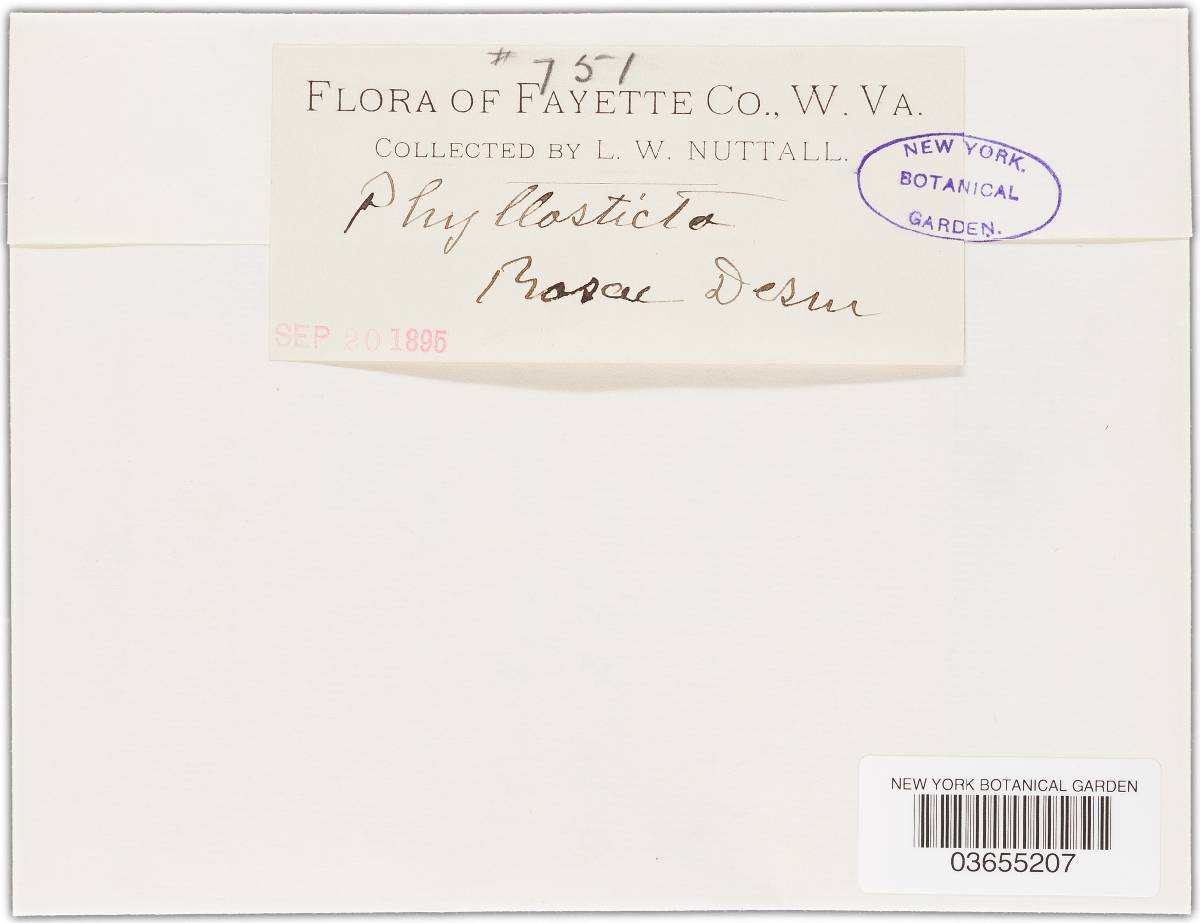 # 751
FLORA OF FAYETTE CO., W. VA.
COLLECTED BY L. W. NUTTALL.
Phyllosticta
Rosae Desm
SEP 20 1895
NEW YORK.
BOTANICAL
GARDEN.
NEW YORK BOTANICAL GARDEN
03655207